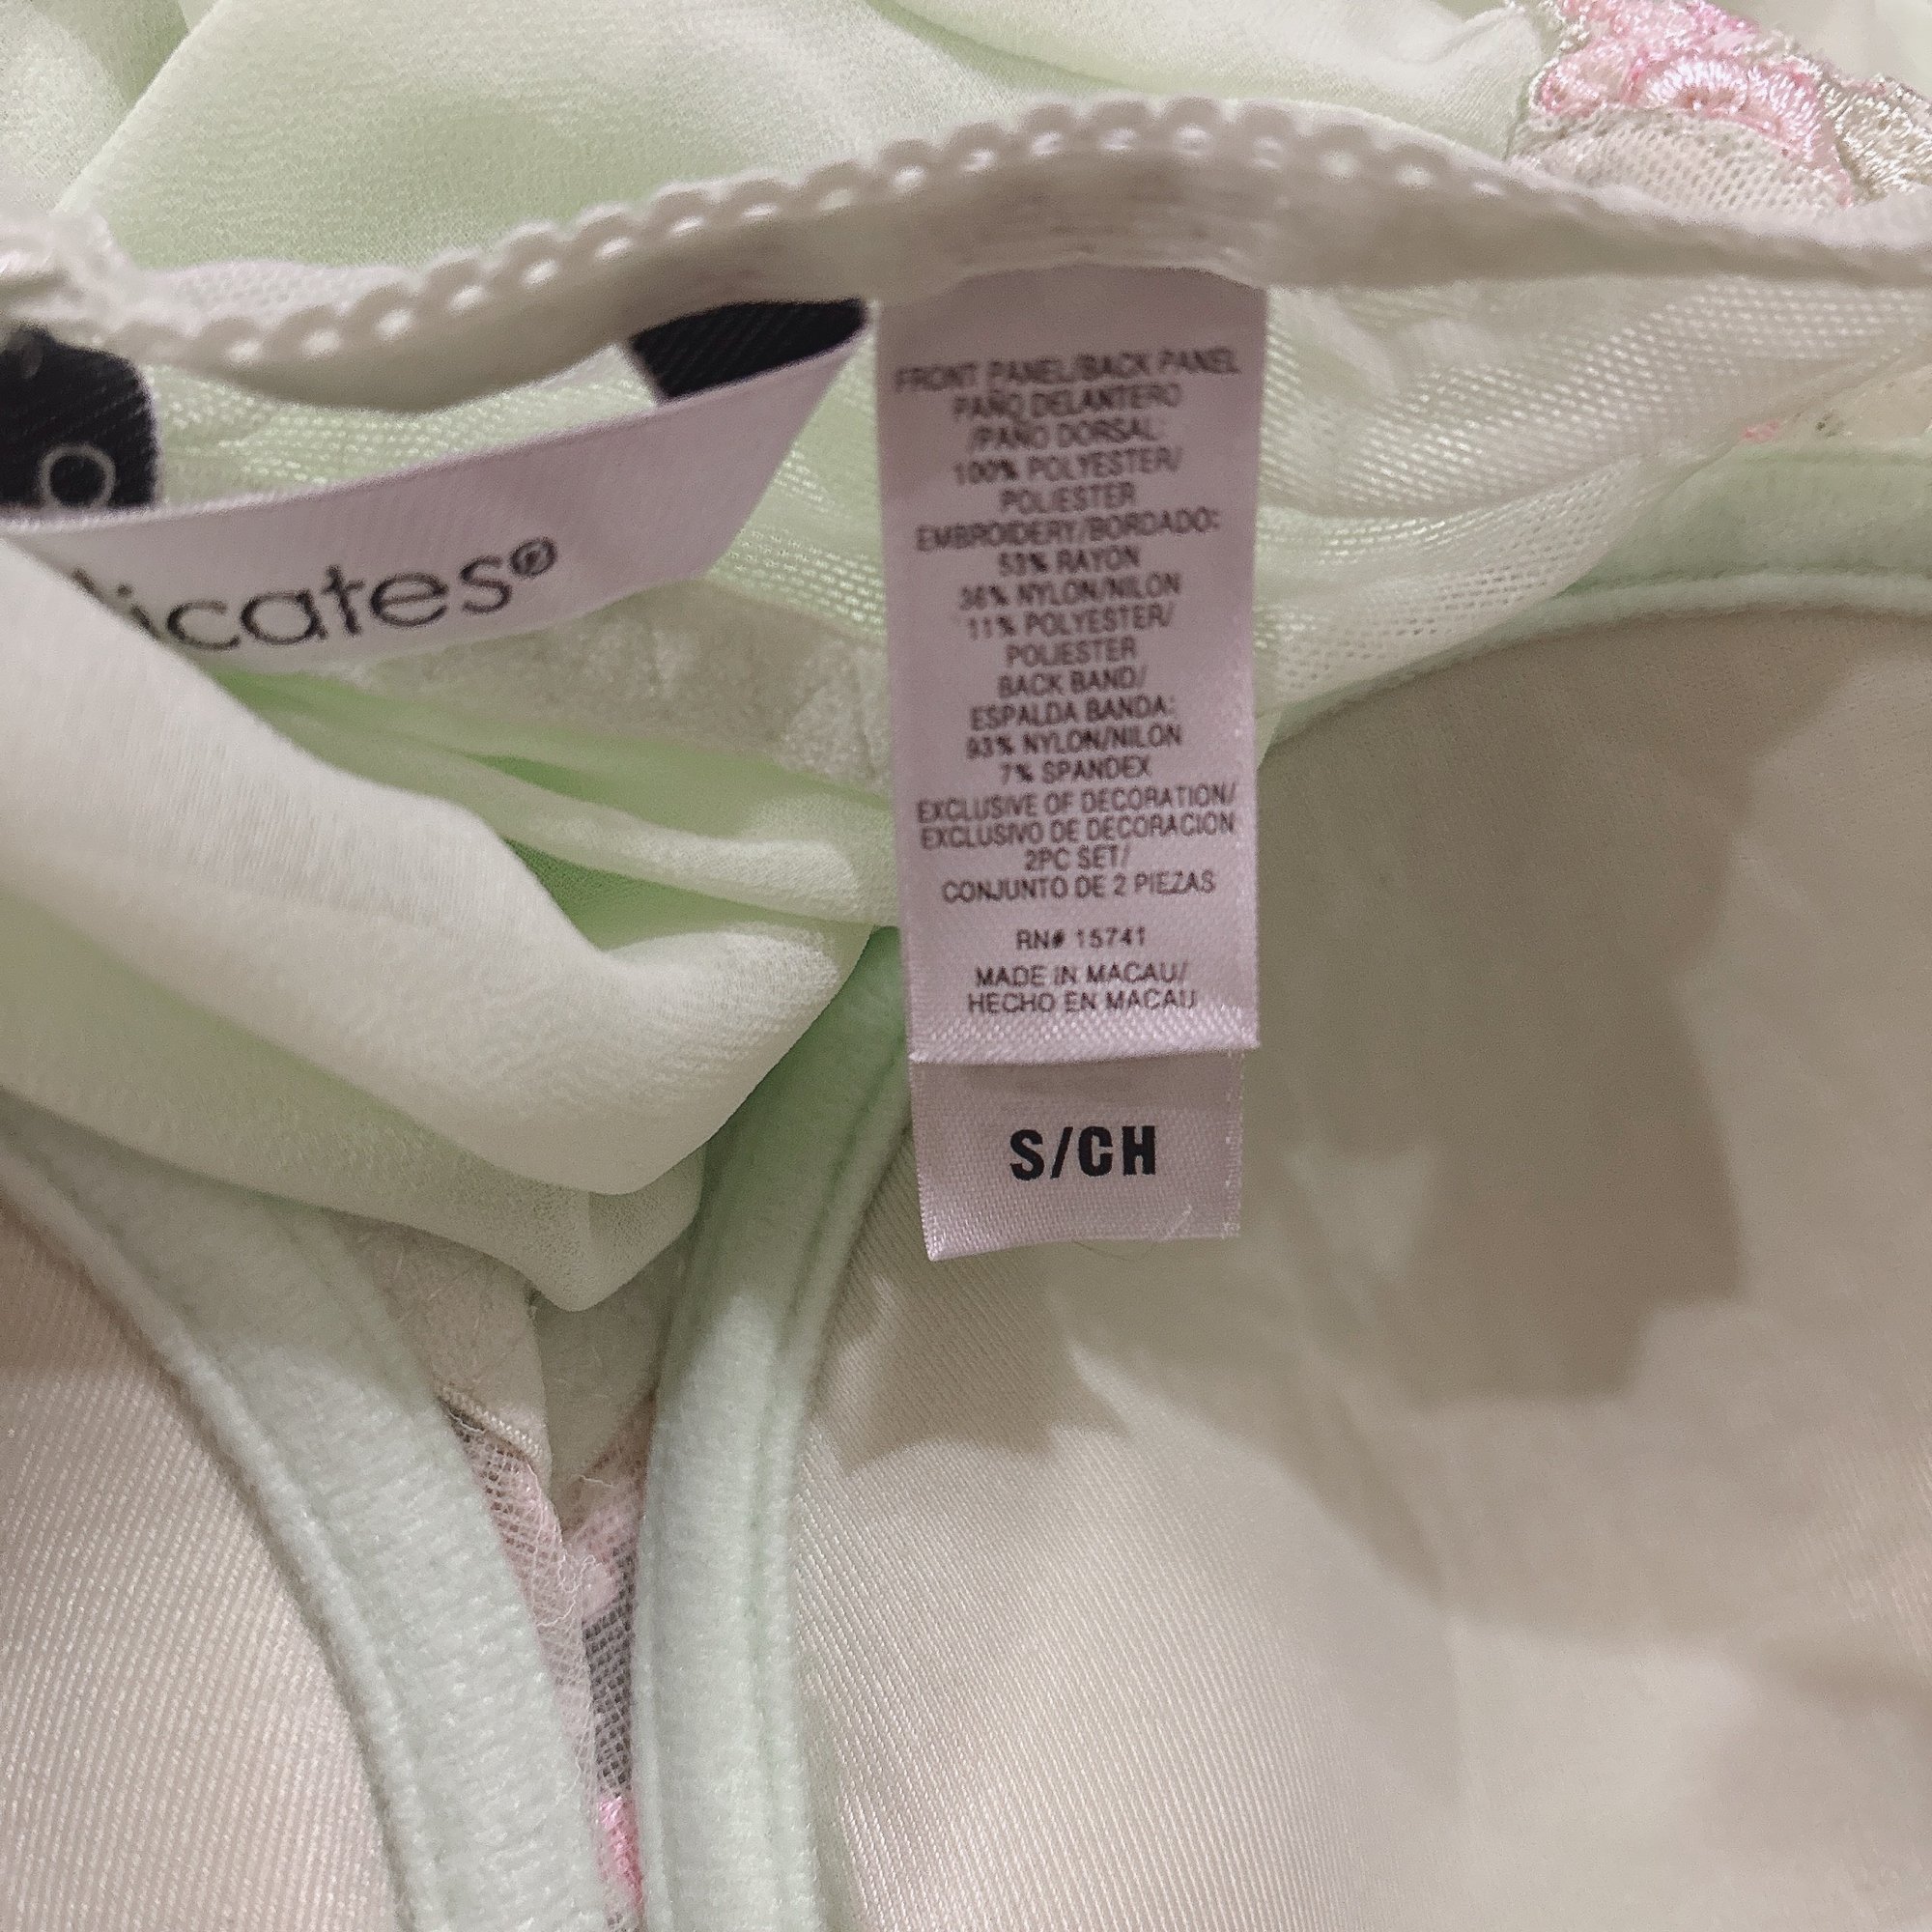 o
licates®
FRONT PANEL/BACK PANEL
PAÑO DELANTERO
/PAÑO DORSAL:
100% POLYESTER/
POLIESTER
EMBROIDERY/BORDADO:
53% RAYON
36% NYLON/NILON
11% POLYESTER/
POLIESTER
BACK BAND/
ESPALDA BANDA:
93% NYLON/NILON
7% SPANDEX
EXCLUSIVE OF DECORATION/
EXCLUSIVO DE DECORACION
2PC SET/
CONJUNTO DE 2 PIEZAS
RN# 15741
MADE IN MACAU/
HECHO EN MACAU
S/CH